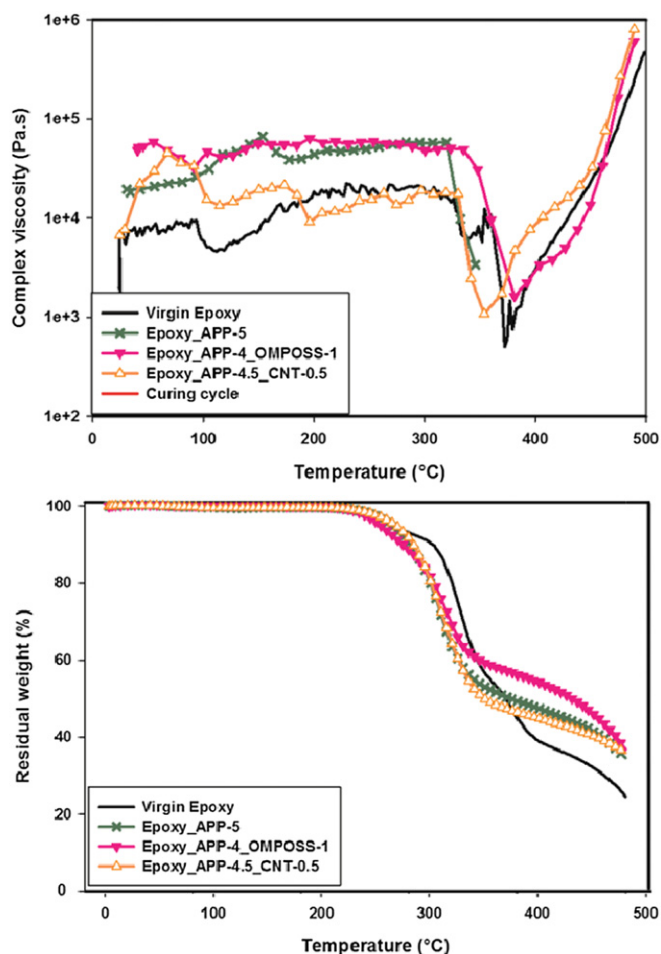 1e+6
1e+5
1e+4
1e+3
1e+2
Complex viscosity (Pa.s)
Virgin Epoxy
Epoxy_APP-5
Epoxy_APP-4_OMPOSS-1
Epoxy_APP-4.5_CNT-0.5
Curing cycle
0 100 200 300 400 500
Temperature (°C)
100
80
60
40
20
0
Residual weight (%)
Virgin Epoxy
Epoxy_APP-5
Epoxy_APP-4_OMPOSS-1
Epoxy_APP-4.5_CNT-0.5
0 100 200 300 400 500
Temperature (°C)